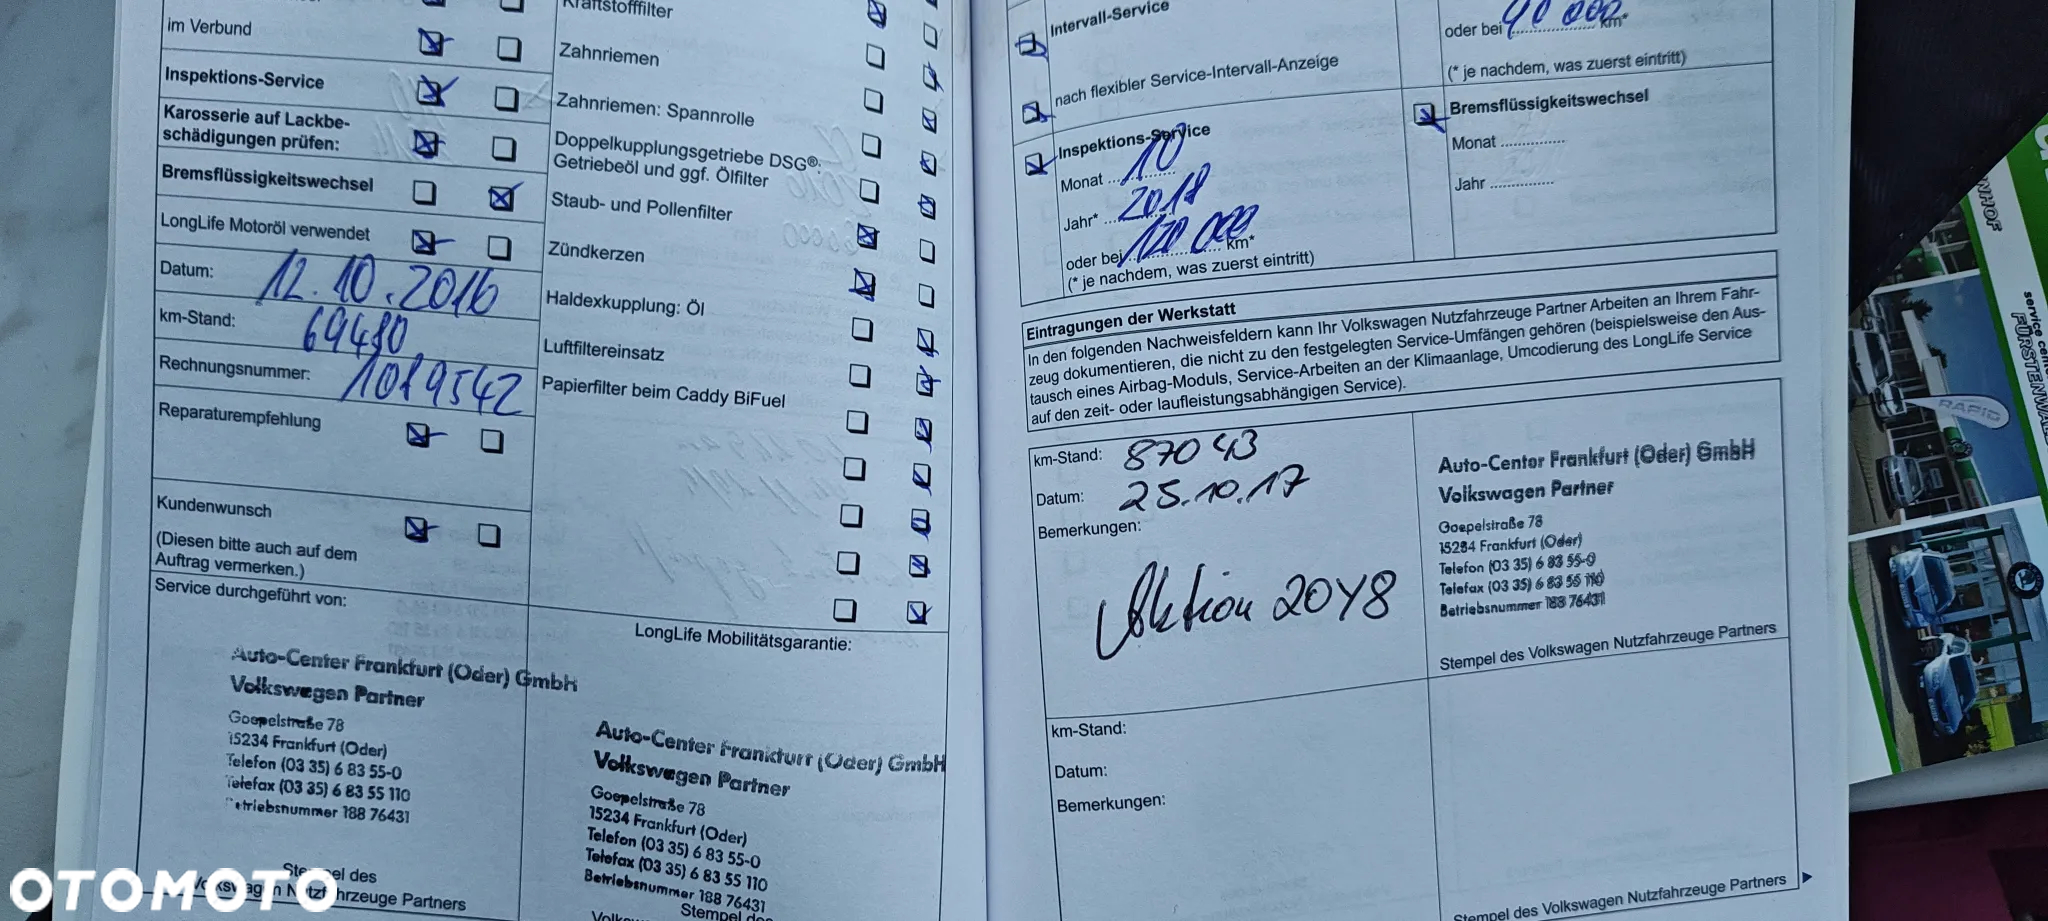 im Verbund
Inspektions-Service
Karosserie auf Lackbe-
schädigungen prüfen:
Bremsflüssigkeitswechsel
LongLife Motoröl verwendet
Datum: 12.10.2016
km-Stand: 69480
Rechnungsnummer: 1019542
Reparaturempfehlung
Kundenwunsch
(Diesen bitte auch auf dem
Auftrag vermerken.)
Service durchgeführt von:
Auto-Center Frankfurt (Oder) GmbH
Volkswagen Partner
Goepelstraße 78
15234 Frankfurt (Oder)
Telefon (03 35) 6 83 55-0
Telefax (03 35) 6 83 55 110
Betriebsnummer 188 76431
Stempel des
Volkswagen Nutzfahrzeuge Partners
Kraftstofffilter
Zahnriemen
Zahnriemen: Spannrolle
Doppelkupplungsgetriebe DSG®:
Getriebeöl und ggf. Ölfilter
Staub- und Pollenfilter
Zündkerzen
Haldexkupplung: Öl
Luftfiltereinsatz
Papierfilter beim Caddy BiFuel
LongLife Mobilitätsgarantie:
Auto-Center Frankfurt (Oder) GmbH
Volkswagen Partner
Goepelstraße 78
15234 Frankfurt (Oder)
Telefon (03 35) 6 83 55-0
Telefax (03 35) 6 83 55 110
Betriebsnummer 188 76431
Stempel des
Intervall-Service
nach flexibler Service-Intervall-Anzeige
Inspektions-Service
Monat 10
Jahr* 2018
oder bei 120 000 km*
(* je nachdem, was zuerst eintritt)
oder bei 90 000 km*
(* je nachdem, was zuerst eintritt)
Bremsflüssigkeitswechsel
Monat ..............
Jahr ..............
Eintragungen der Werkstatt
In den folgenden Nachweisfeldern kann Ihr Volkswagen Nutzfahrzeuge Partner Arbeiten an Ihrem Fahr-
zeug dokumentieren, die nicht zu den festgelegten Service-Umfängen gehören (beispielsweise den Aus-
tausch eines Airbag-Moduls, Service-Arbeiten an der Klimaanlage, Umcodierung des LongLife Service
auf den zeit- oder laufleistungsabhängigen Service).
km-Stand: 87043
Datum: 25.10.17
Bemerkungen:
Aktion 20Y8
Auto-Center Frankfurt (Oder) GmbH
Volkswagen Partner
Goepelstraße 78
15234 Frankfurt (Oder)
Telefon (03 35) 6 83 55-0
Telefax (03 35) 6 83 55 110
Betriebsnummer 188 76431
Stempel des Volkswagen Nutzfahrzeuge Partners
km-Stand:
Datum:
Bemerkungen:
Stempel des Volkswagen Nutzfahrzeuge Partners
RAPID
OTOMOTO